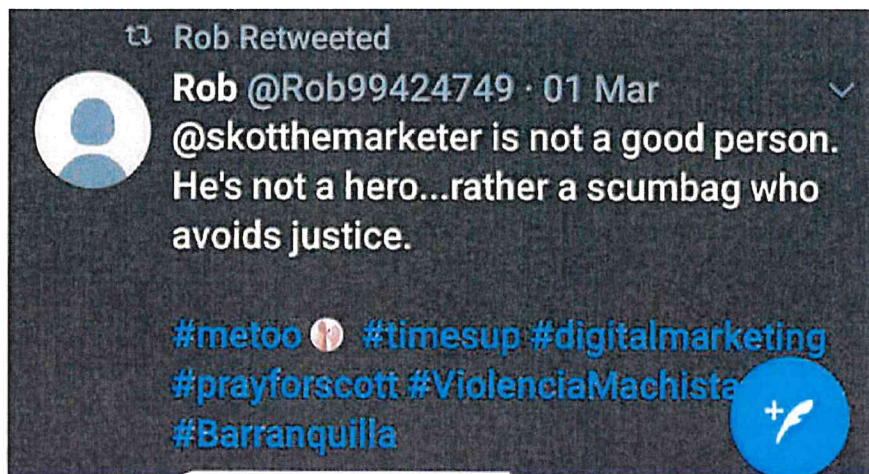 Rob Retweeted
Rob @Rob99424749 · 01 Mar
@skotthemarketer is not a good person.
He's not a hero...rather a scumbag who
avoids justice.
#metoo #timesup #digitalmarketing
#prayforscott #ViolenciaMachista
#Barranquilla